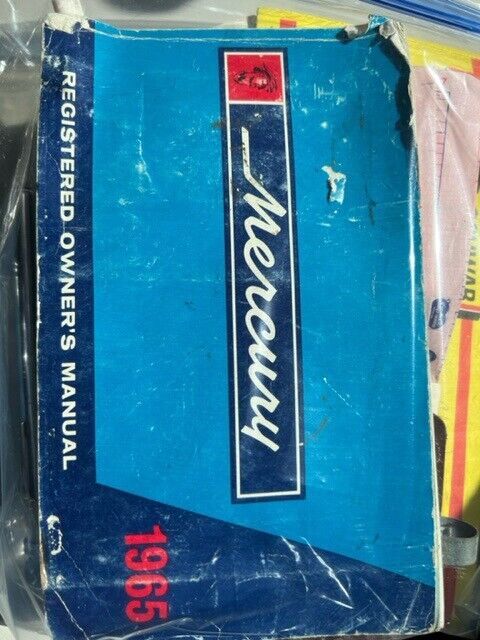 Mercury
REGISTERED OWNER'S MANUAL
1965